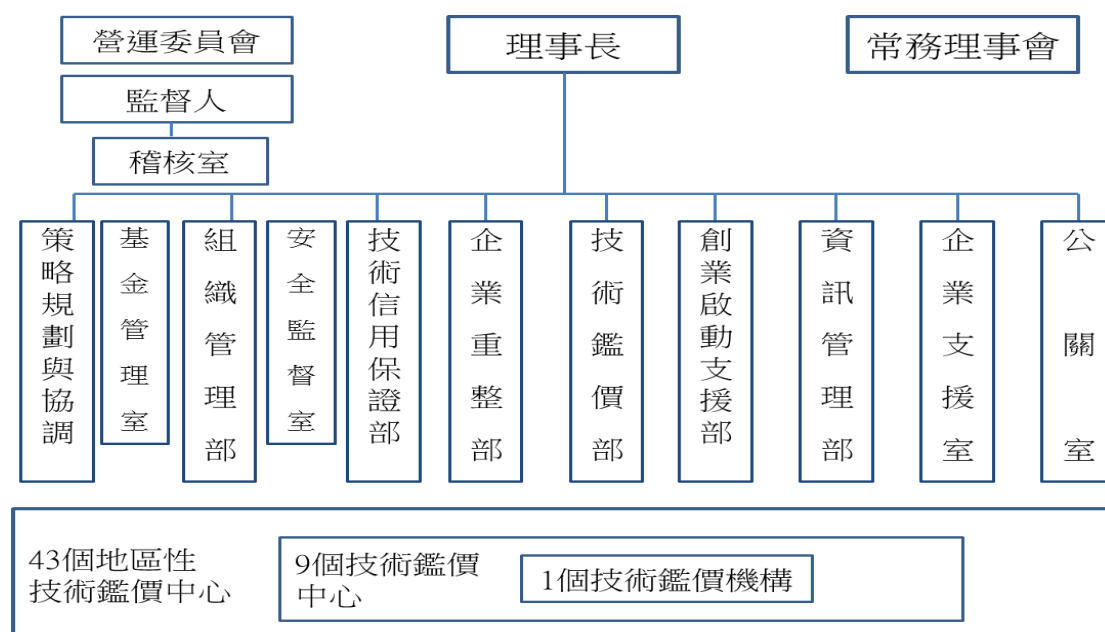 營運委員會
理事長
常務理事會
監督人
稽核室
策略規劃與協調
基金管理室
組織管理部
安全監督室
技術信用保證部
企業重整部
技術鑑價部
創業啟動支援部
資訊管理部
企業支援室
公關室
43個地區性
技術鑑價中心
9個技術鑑價
中心
1個技術鑑價機構